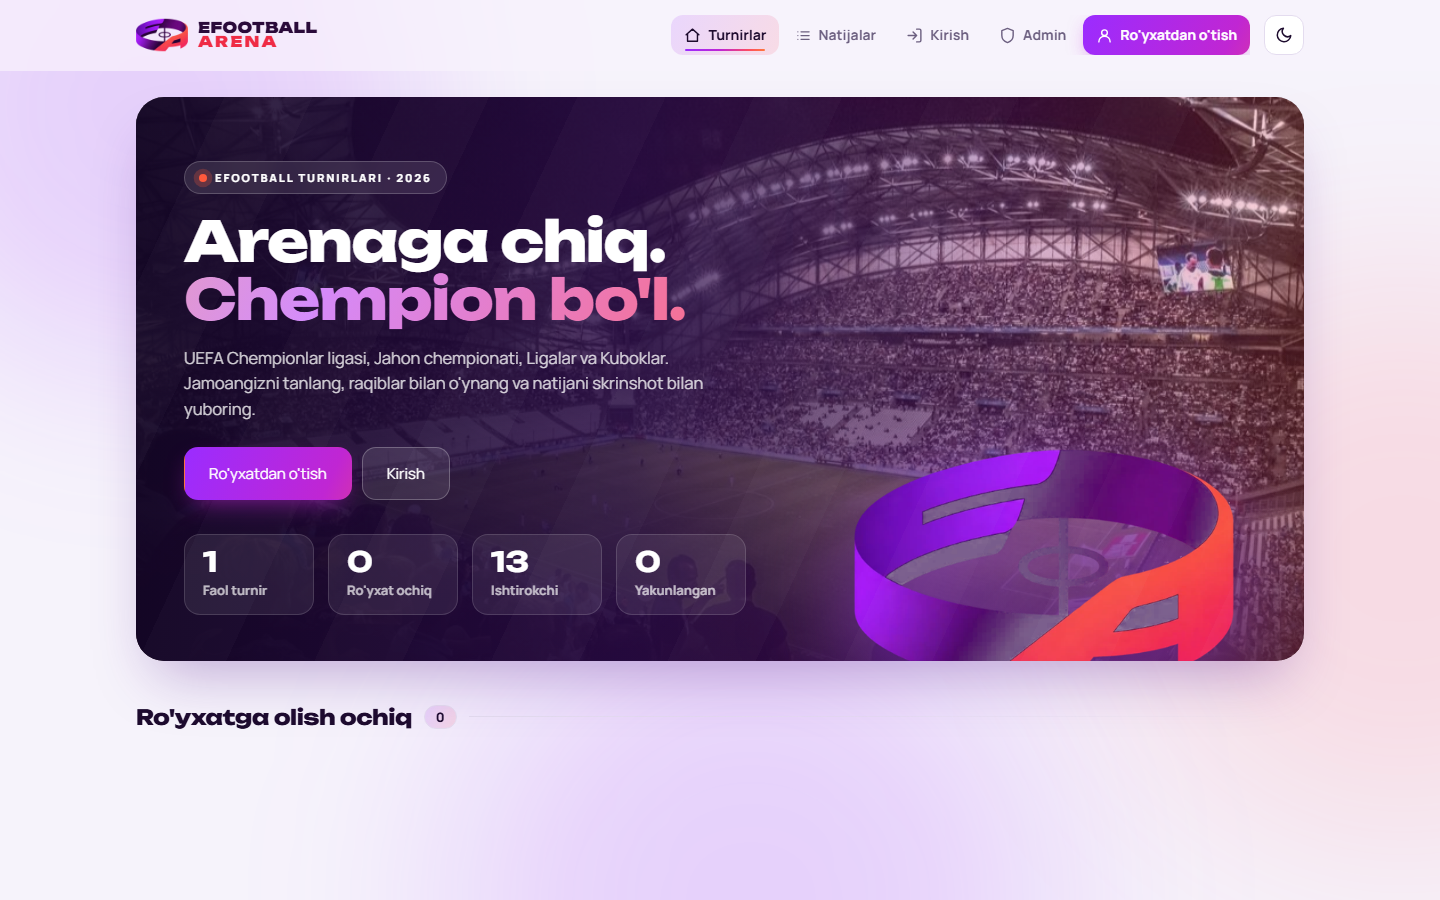 EFOOTBALL
ARENA
Turnirlar
Natijalar
Kirish
Admin
Ro'yxatdan o'tish
EFOOTBALL TURNIRLARI · 2026
Arenaga chiq.
Chempion bo'l.
UEFA Chempionlar ligasi, Jahon chempionati, Ligalar va Kuboklar.
Jamoangizni tanlang, raqiblar bilan o'ynang va natijani skrinshot bilan
yuboring.
Ro'yxatdan o'tish
Kirish
1
Faol turnir
0
Ro'yxat ochiq
13
Ishtirokchi
0
Yakunlangan
Ro'yxatga olish ochiq
0